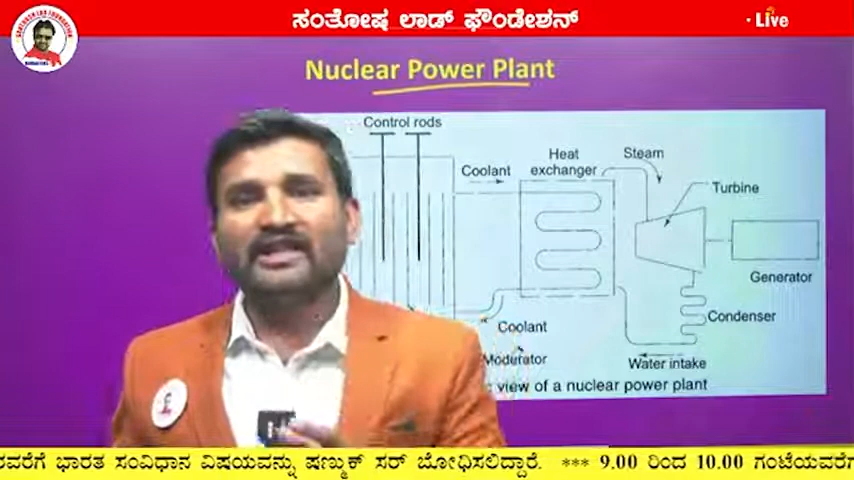 ಸಂತೋಷ ಲಾಡ್ ಫೌಂಡೇಶನ್
Live
Nuclear Power Plant
Control rods
Coolant
Heat
exchanger
Steam
Turbine
Generator
Condenser
Coolant
Moderator
Water intake
view of a nuclear power plant
ರವರೆಗೆ ಭಾರತ ಸಂವಿಧಾನ ವಿಷಯವನ್ನು ಷಣ್ಮುಕ್ ಸರ್ ಬೋಧಿಸಲಿದ್ದಾರೆ. *** 9.00 ರಿಂದ 10.00 ಗಂಟೆಯವರೆಗೆ